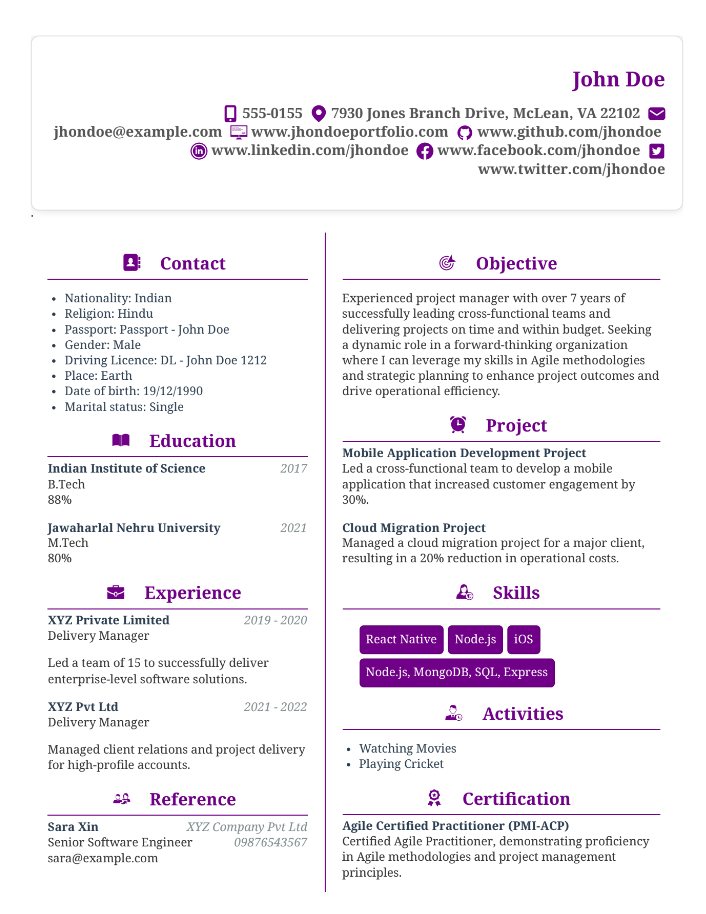 John Doe
555-0155 7930 Jones Branch Drive, McLean, VA 22102
jhondoe@example.com www.jhondoeportfolio.com www.github.com/jhondoe
www.linkedin.com/jhondoe www.facebook.com/jhondoe
www.twitter.com/jhondoe
.
Contact
• Nationality: Indian
• Religion: Hindu
• Passport: Passport - John Doe
• Gender: Male
• Driving Licence: DL - John Doe 1212
• Place: Earth
• Date of birth: 19/12/1990
• Marital status: Single
Education
Indian Institute of Science 2017
B.Tech
88%
Jawaharlal Nehru University 2021
M.Tech
80%
Experience
XYZ Private Limited 2019 - 2020
Delivery Manager
Led a team of 15 to successfully deliver
enterprise-level software solutions.
XYZ Pvt Ltd 2021 - 2022
Delivery Manager
Managed client relations and project delivery
for high-profile accounts.
Reference
Sara Xin XYZ Company Pvt Ltd
Senior Software Engineer 09876543567
sara@example.com
Objective
Experienced project manager with over 7 years of
successfully leading cross-functional teams and
delivering projects on time and within budget. Seeking
a dynamic role in a forward-thinking organization
where I can leverage my skills in Agile methodologies
and strategic planning to enhance project outcomes and
drive operational efficiency.
Project
Mobile Application Development Project
Led a cross-functional team to develop a mobile
application that increased customer engagement by
30%.
Cloud Migration Project
Managed a cloud migration project for a major client,
resulting in a 20% reduction in operational costs.
Skills
React Native Node.js iOS
Node.js, MongoDB, SQL, Express
Activities
• Watching Movies
• Playing Cricket
Certification
Agile Certified Practitioner (PMI-ACP)
Certified Agile Practitioner, demonstrating proficiency
in Agile methodologies and project management
principles.